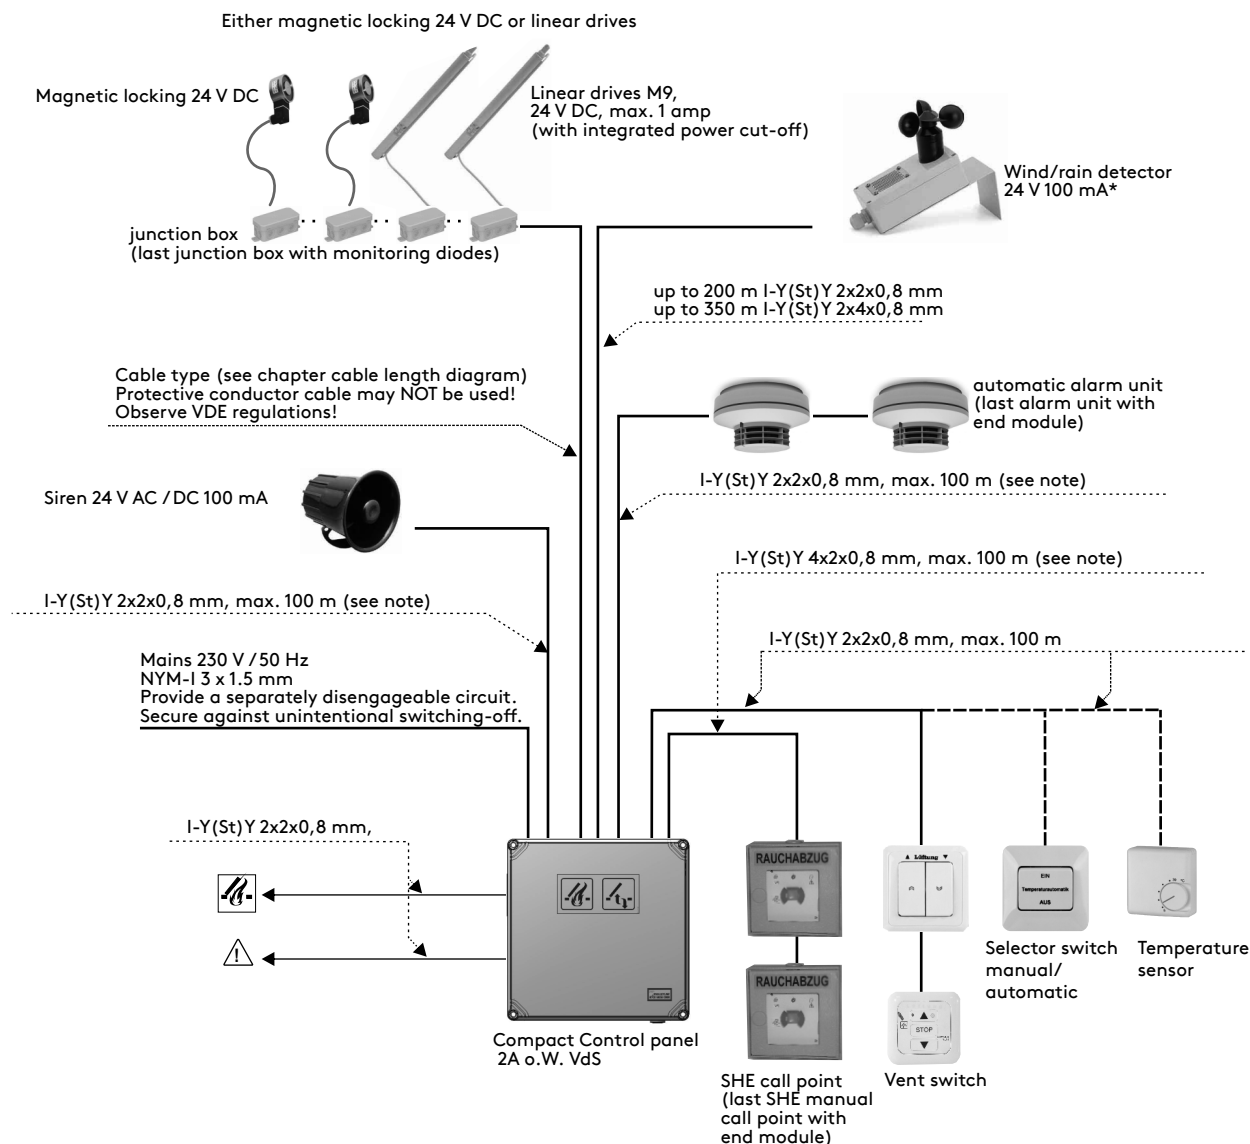 Either magnetic locking 24 V DC or linear drives
Magnetic locking 24 V DC
Linear drives M9,
24 V DC, max. 1 amp
(with integrated power cut-off)
Wind/rain detector
24 V 100 mA*
junction box
(last junction box with monitoring diodes)
up to 200 m I-Y(St)Y 2x2x0,8 mm
up to 350 m I-Y(St)Y 2x4x0,8 mm
Cable type (see chapter cable length diagram)
Protective conductor cable may NOT be used!
Observe VDE regulations!
automatic alarm unit
(last alarm unit with
end module)
Siren 24 V AC / DC 100 mA
I-Y(St)Y 2x2x0,8 mm, max. 100 m (see note)
I-Y(St)Y 4x2x0,8 mm, max. 100 m (see note)
I-Y(St)Y 2x2x0,8 mm, max. 100 m (see note)
I-Y(St)Y 2x2x0,8 mm, max. 100 m
Mains 230 V / 50 Hz
NYM-I 3 x 1.5 mm
Provide a separately disengageable circuit.
Secure against unintentional switching-off.
I-Y(St)Y 2x2x0,8 mm,
RAUCHABZUG
▲ Lüftung ▼
EIN
Temperaturautomatik
AUS
Selector switch
manual/
automatic
Temperature
sensor
RAUCHABZUG
STOP
Compact Control panel
2A o.W. VdS
SHE call point
(last SHE manual
call point with
end module)
Vent switch